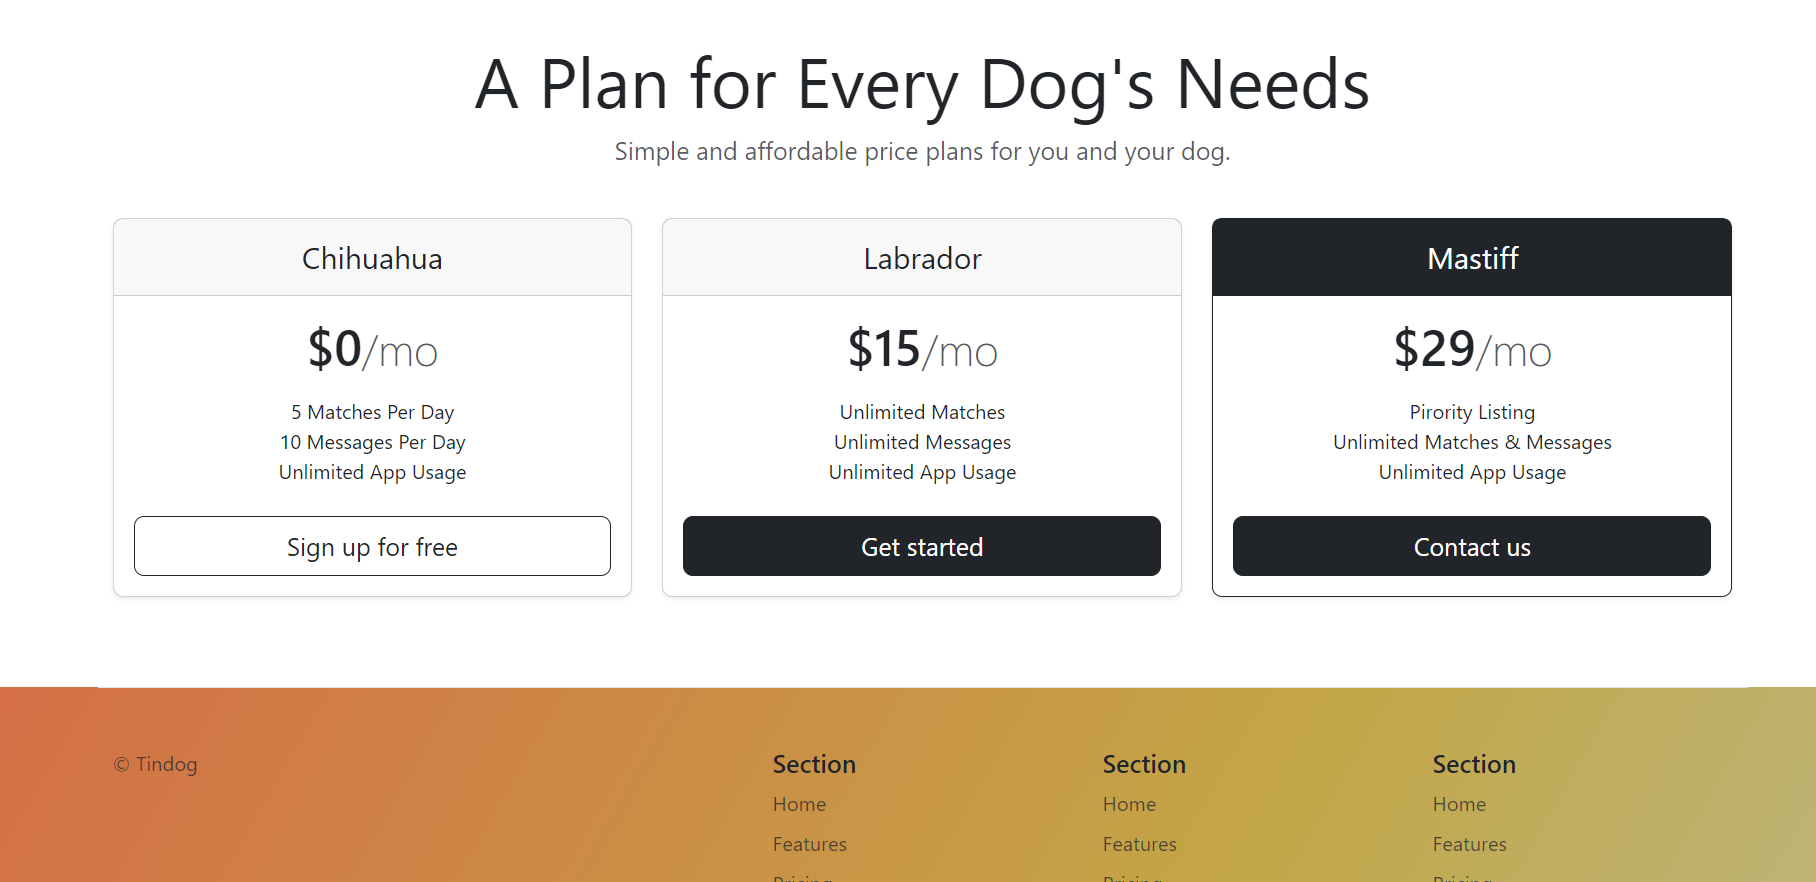 A Plan for Every Dog's Needs
Simple and affordable price plans for you and your dog.
Chihuahua
$0/mo
5 Matches Per Day
10 Messages Per Day
Unlimited App Usage
Sign up for free
Labrador
$15/mo
Unlimited Matches
Unlimited Messages
Unlimited App Usage
Get started
Mastiff
$29/mo
Pirority Listing
Unlimited Matches & Messages
Unlimited App Usage
Contact us
© Tindog
Section
Home
Features
Pricing
Section
Home
Features
Pricing
Section
Home
Features
Pricing